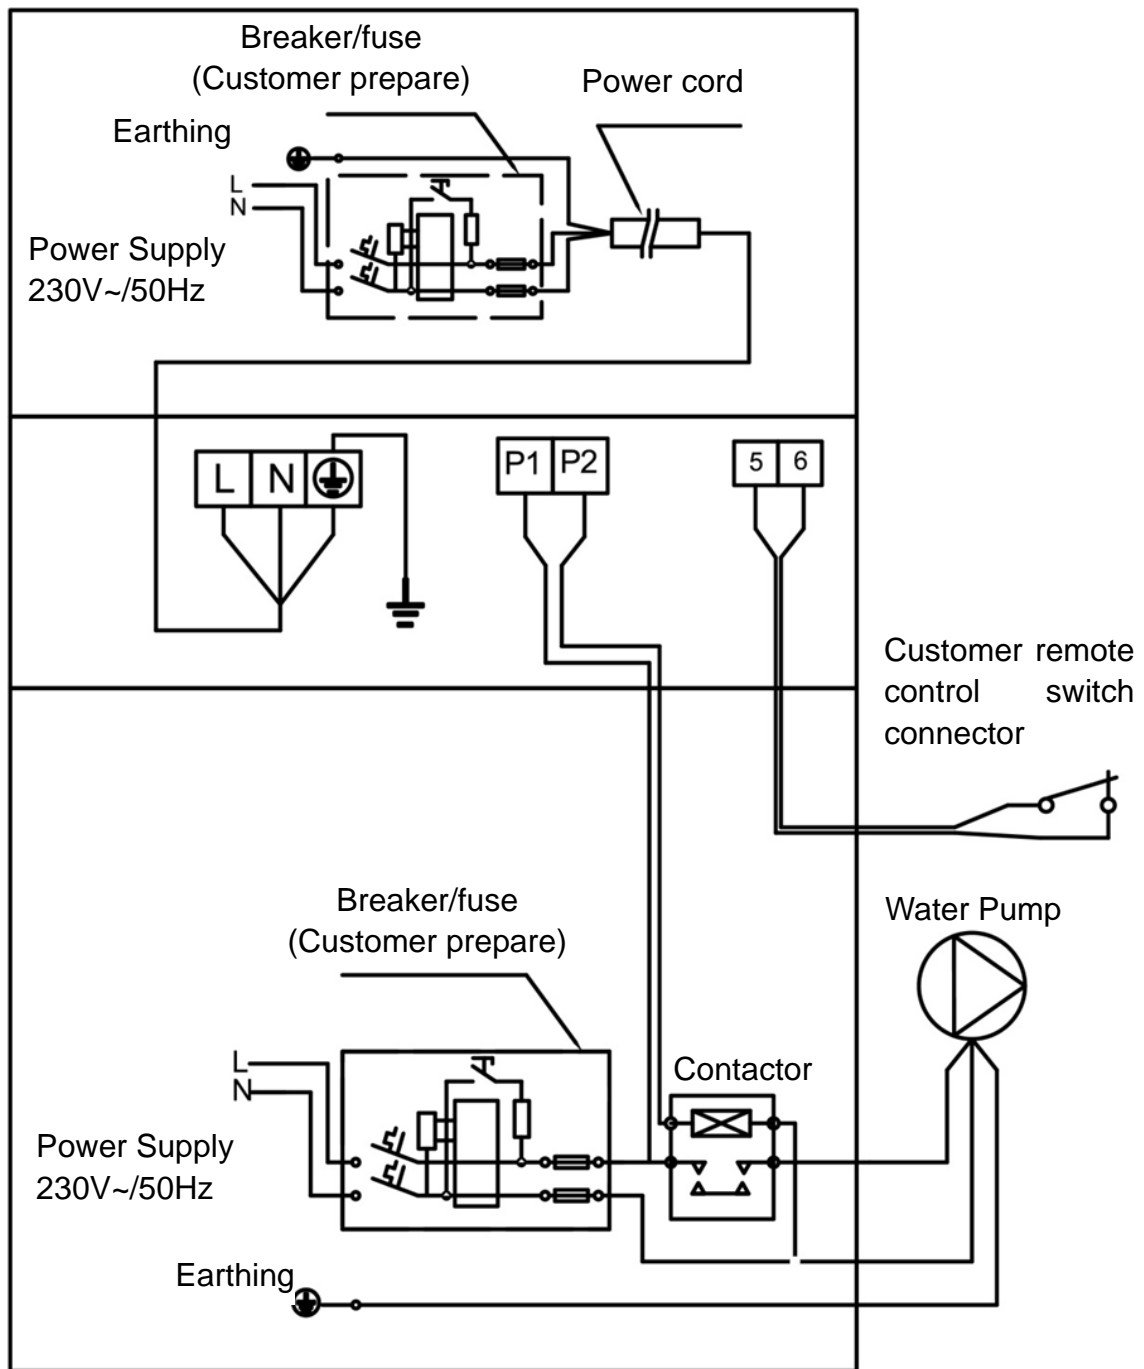 Breaker/fuse
(Customer prepare)
Power cord
Earthing
L
N
Power Supply
230V~/50Hz
L N
P1 P2
5 6
Customer remote
control switch
connector
Breaker/fuse
(Customer prepare)
Water Pump
L
N
Contactor
Power Supply
230V~/50Hz
Earthing